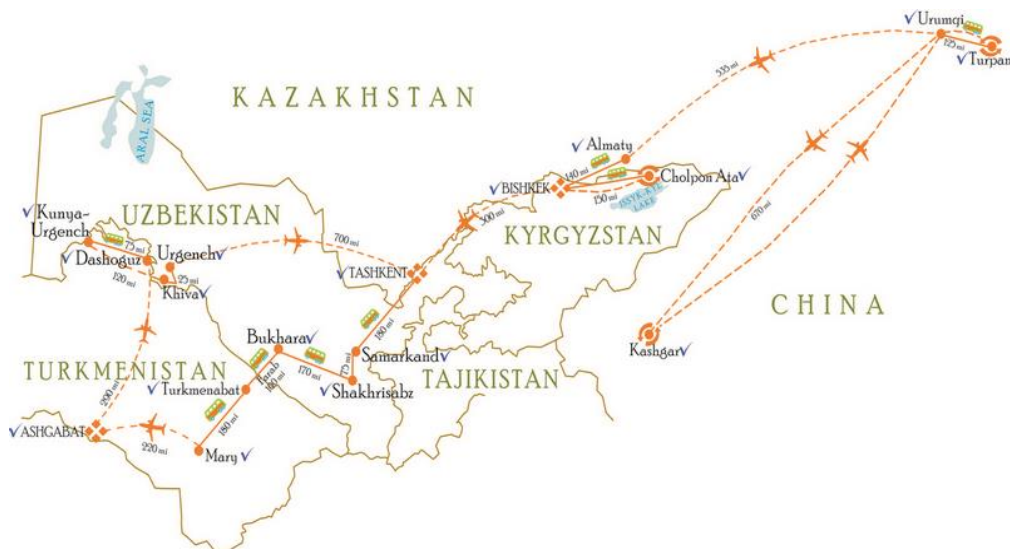 Urumqi
125 mi
Turpan
535 mi
KAZAKHSTAN
ARAL SEA
Almaty
140 mi
BISHKEK
Cholpon Ata
150 mi
ISSYK-KYL
LAKE
Kunya-
Urgench
UZBEKISTAN
300 mi
KYRGYZSTAN
670 mi
75 mi
Urgench
700 mi
Dashoguz
TASHKENT
25 mi
120 mi
Khiva
CHINA
180 mi
Bukhara
Samarkand
Kashgar
TURKMENISTAN
Farab
170 mi
TAJIKISTAN
Turkmenabat
Shakhrisabz
290 mi
180 mi
ASHGABAT
220 mi
Mary